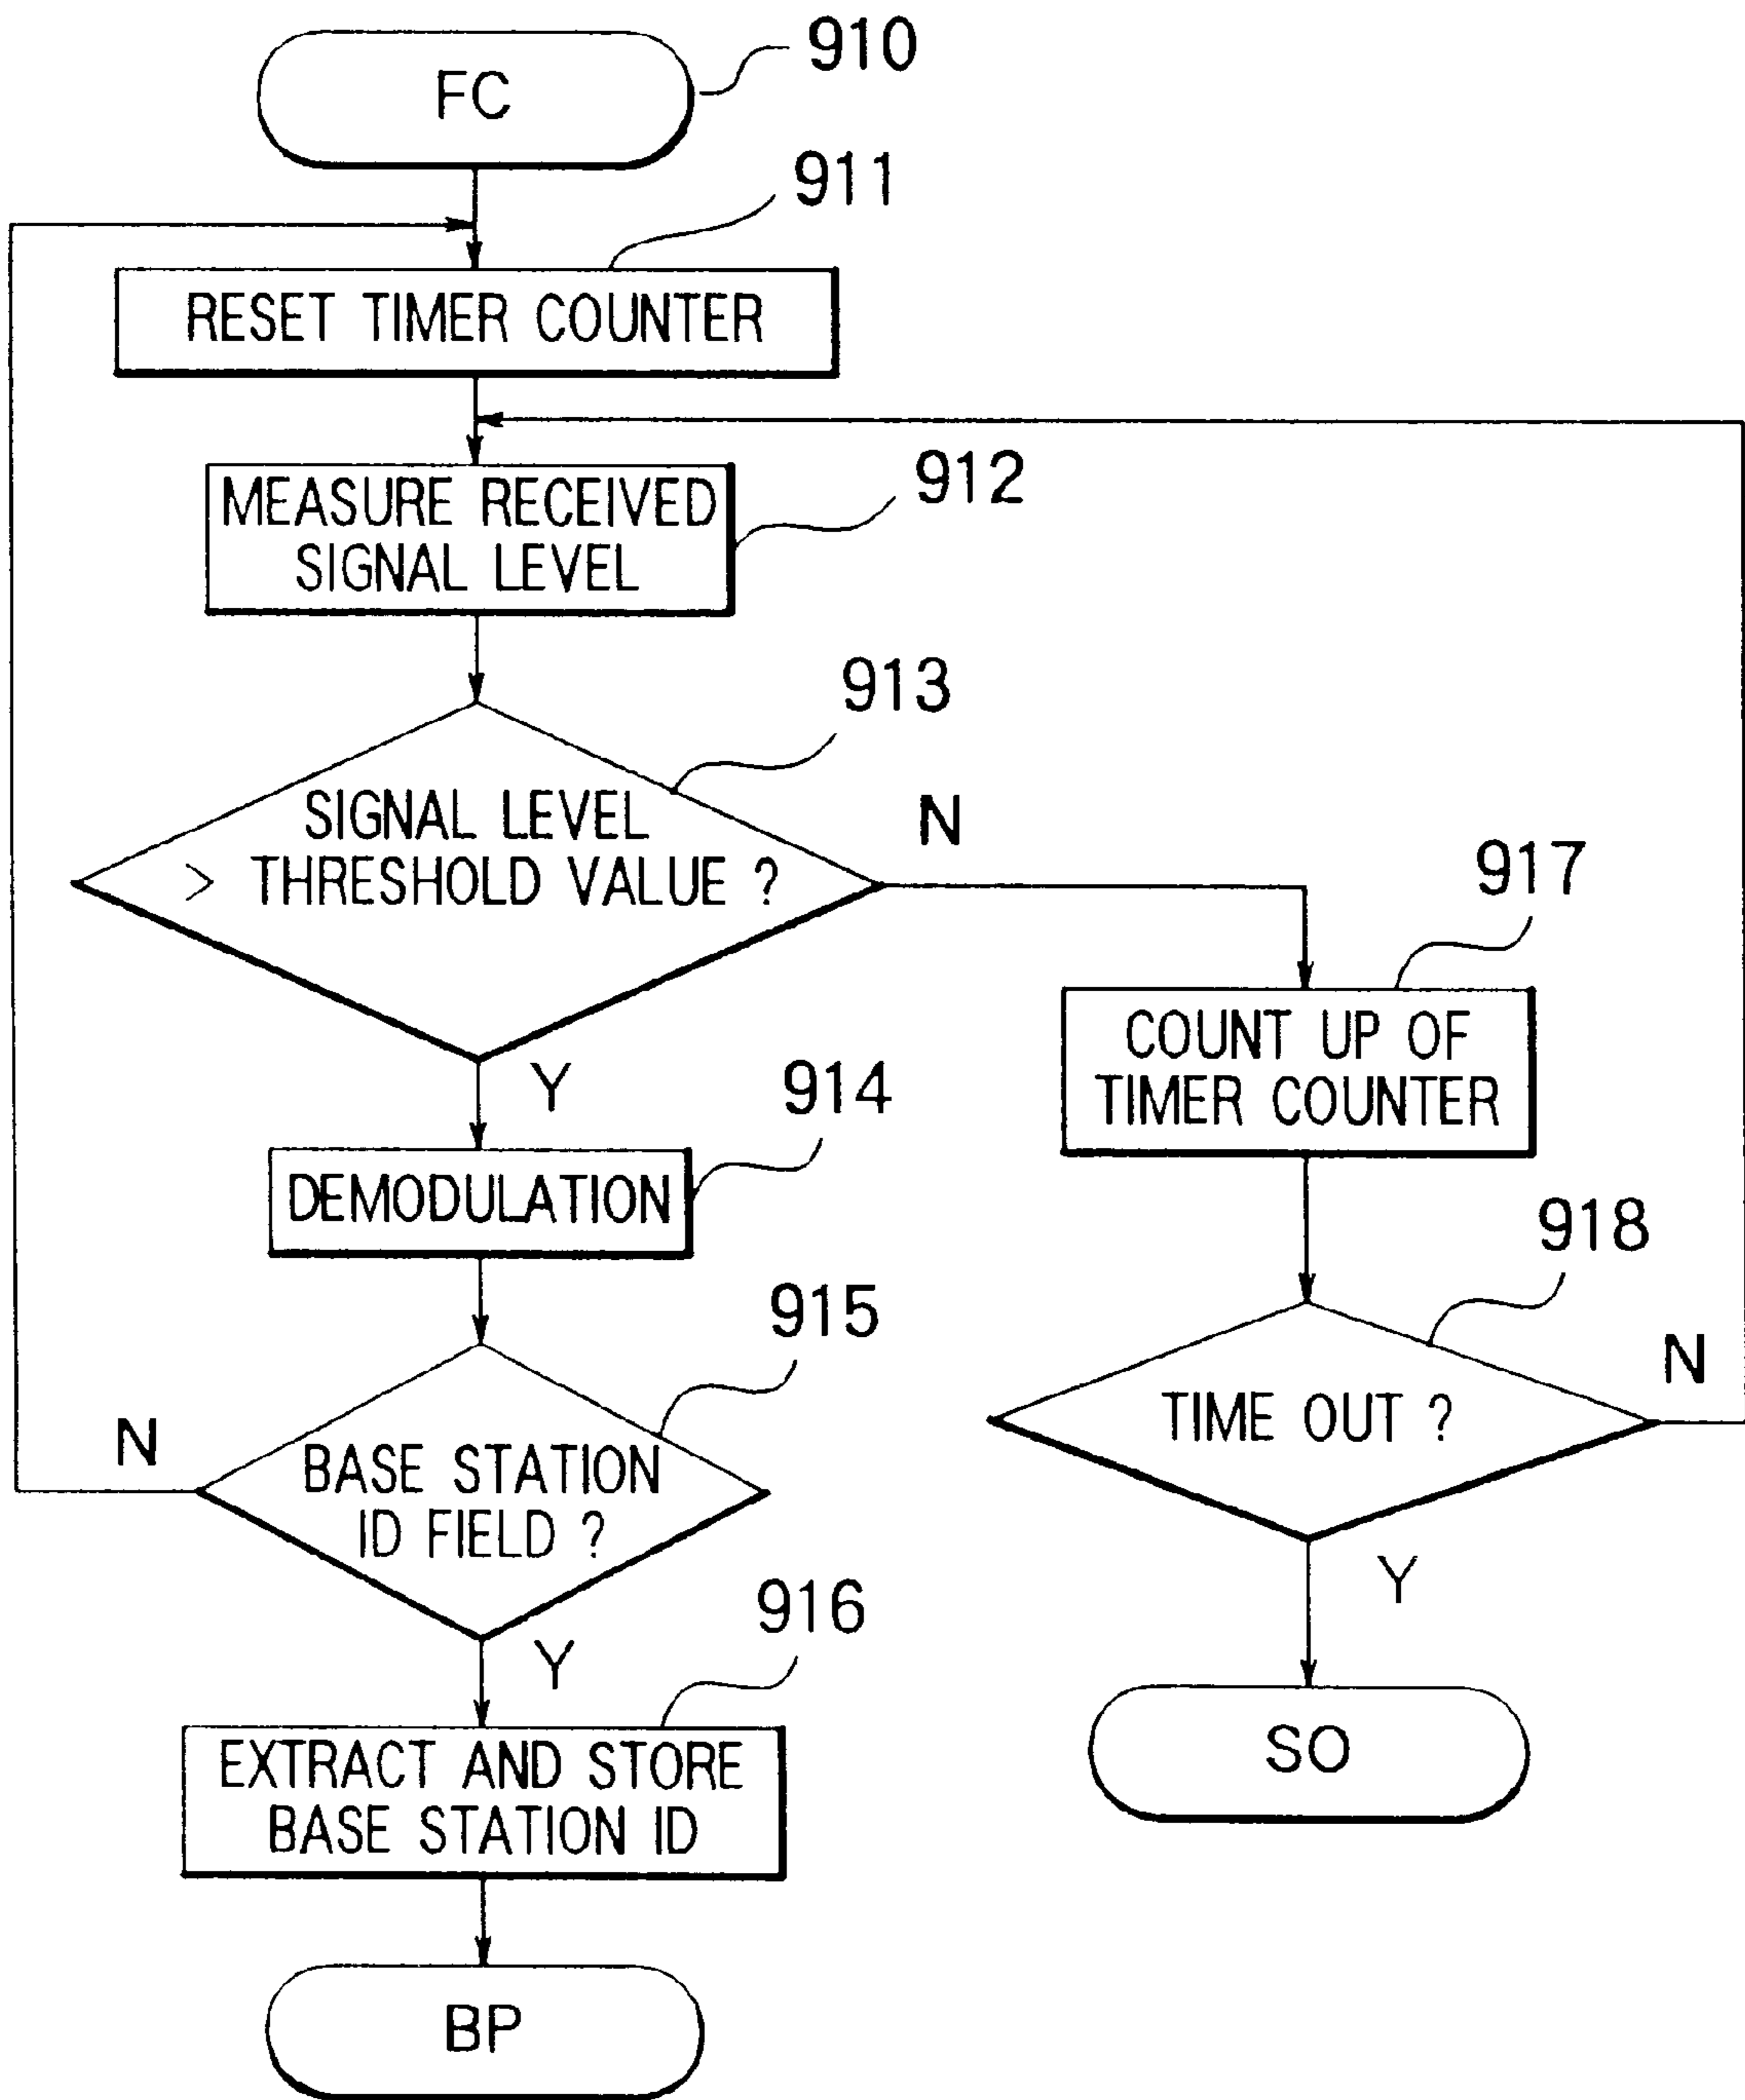 FC
910
911
RESET TIMER COUNTER
MEASURE RECEIVED
SIGNAL LEVEL
912
913
SIGNAL LEVEL
> THRESHOLD VALUE ?
N
Y
917
COUNT UP OF
TIMER COUNTER
914
DEMODULATION
918
TIME OUT ?
N
Y
915
BASE STATION
ID FIELD ?
N
Y
916
EXTRACT AND STORE
BASE STATION ID
SO
BP